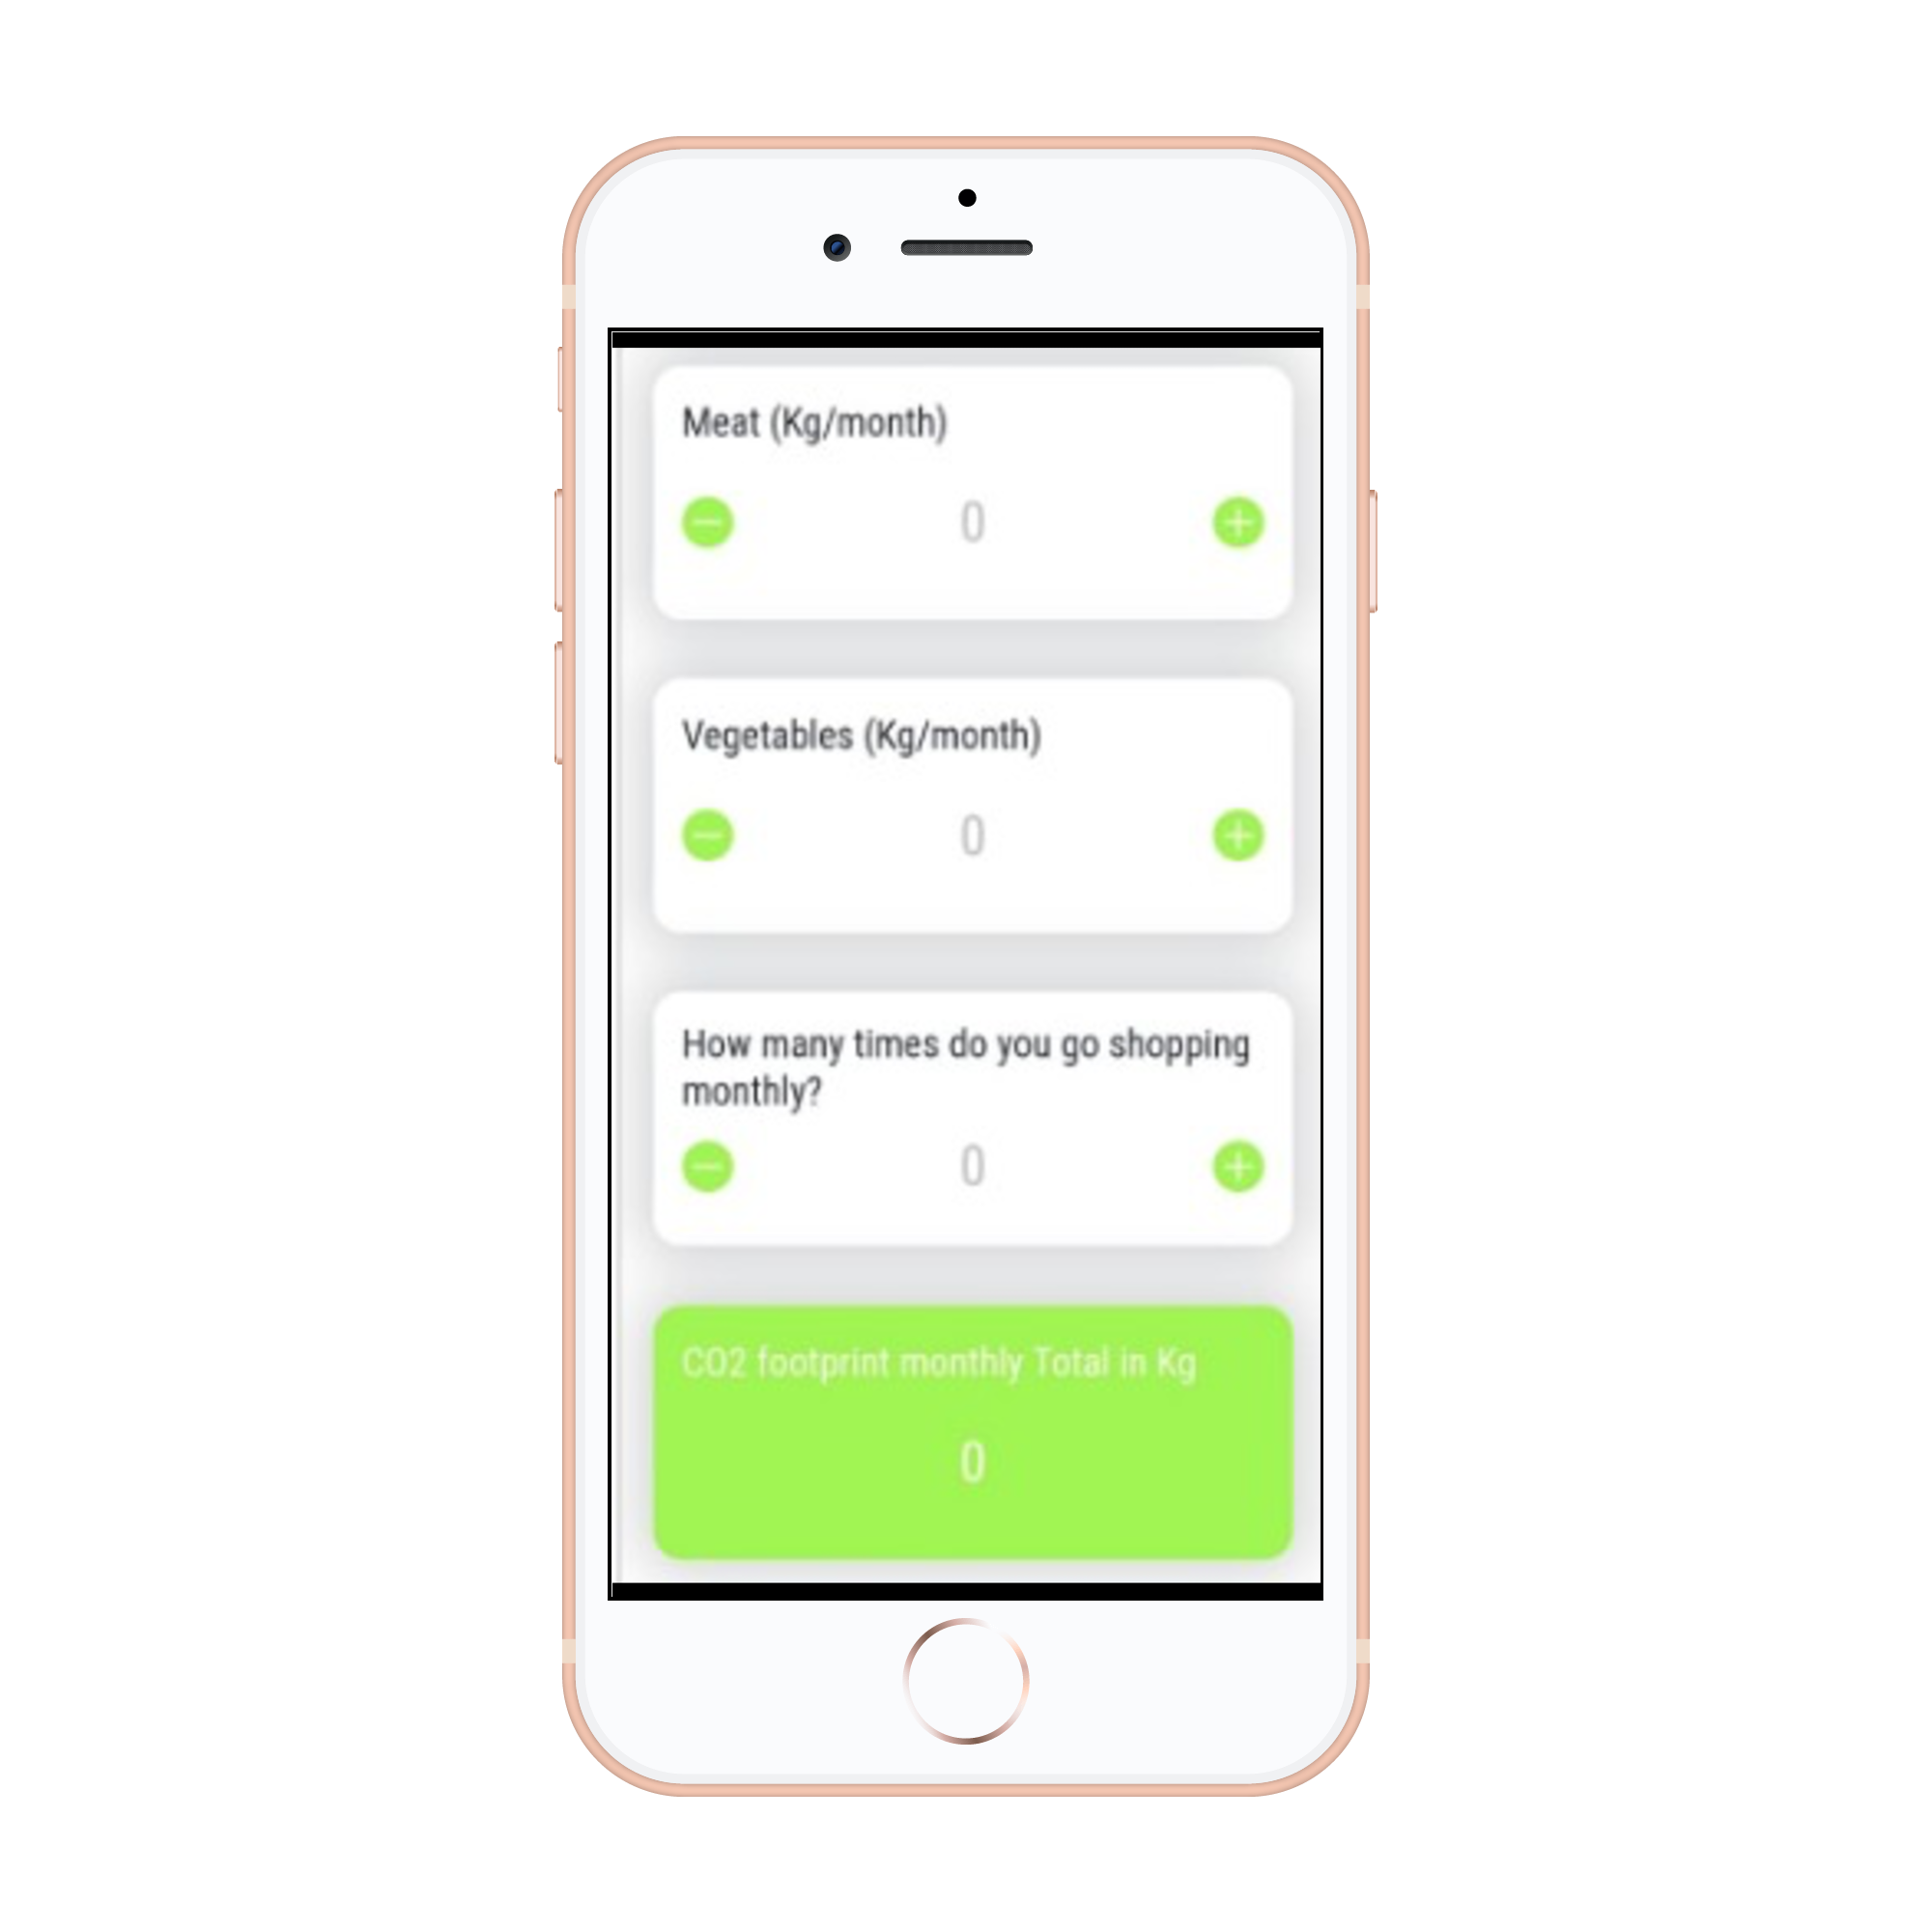 Meat (Kg/month)
0
Vegetables (Kg/month)
0
How many times do you go shopping
monthly?
0
CO2 footprint monthly Total in Kg
0